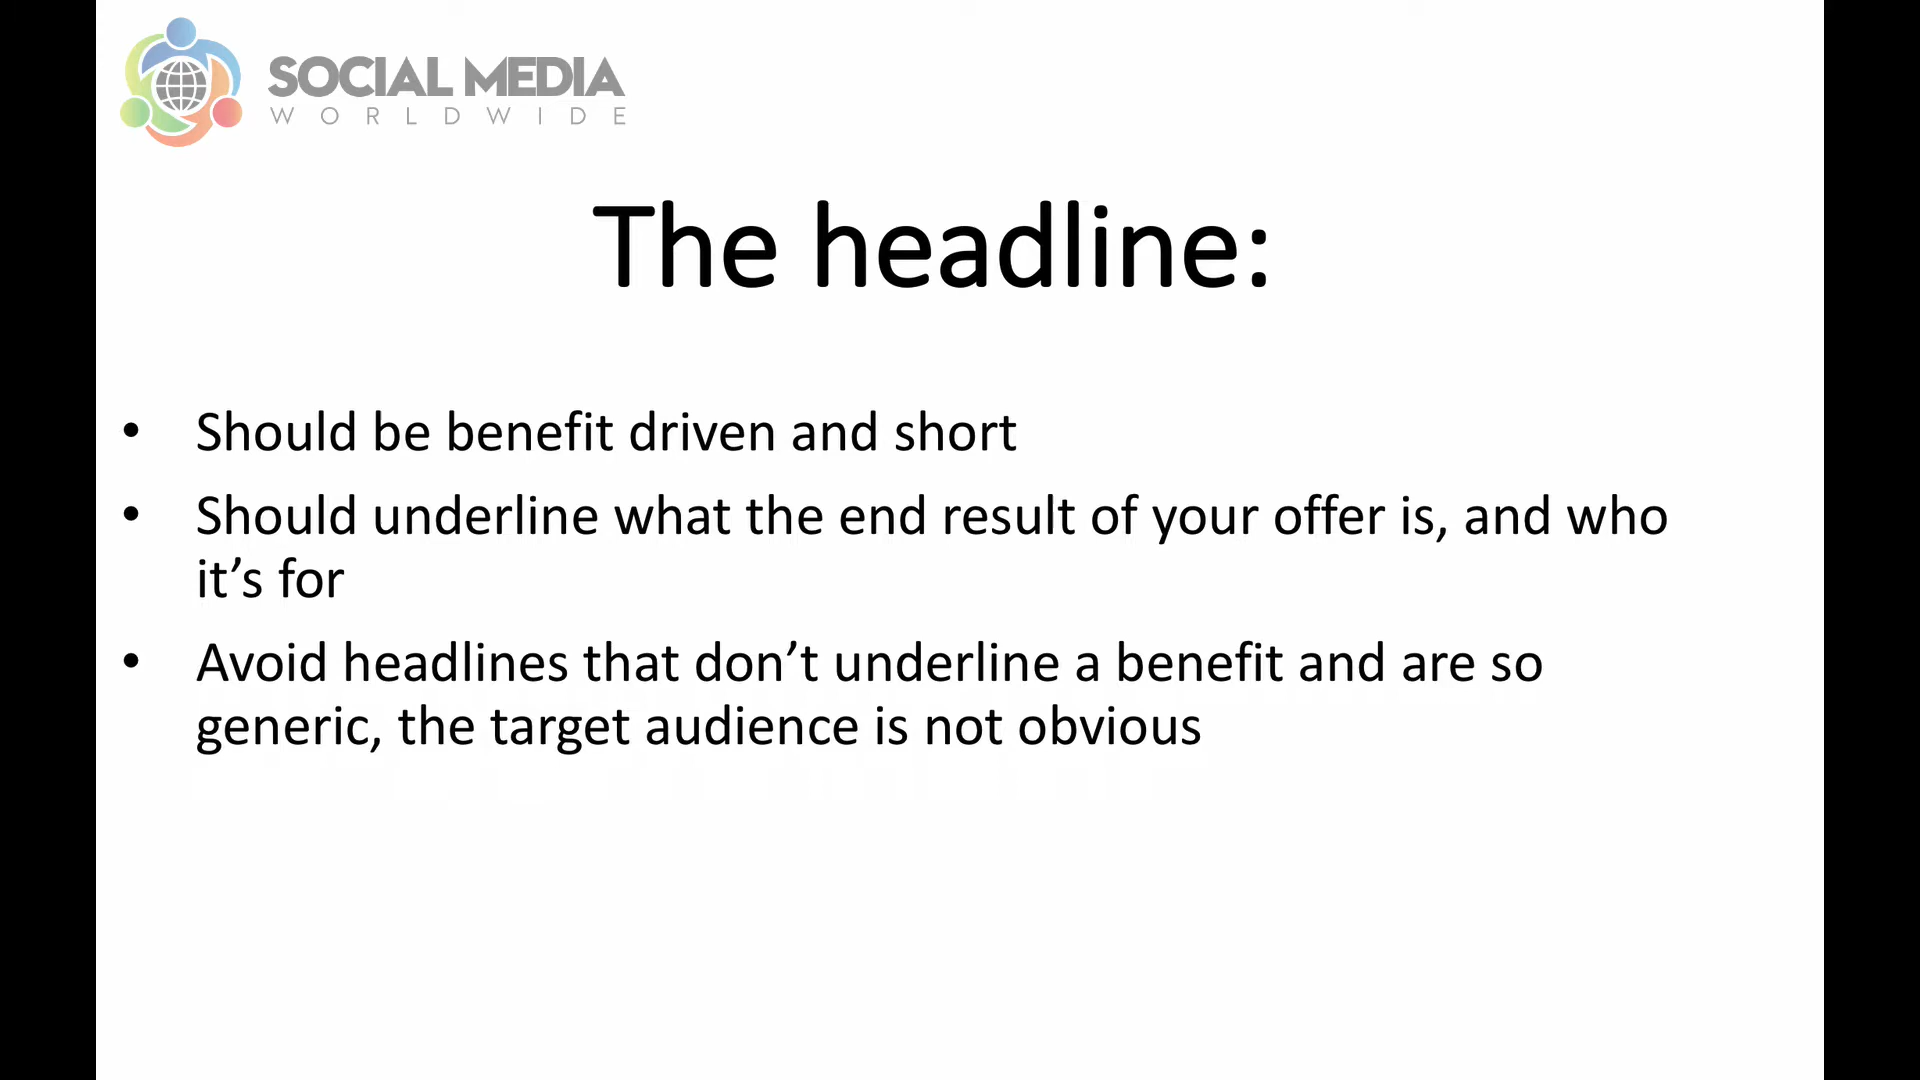 SOCIAL MEDIA
WORLDWIDE
The headline:
• Should be benefit driven and short
• Should underline what the end result of your offer is, and who
it’s for
• Avoid headlines that don’t underline a benefit and are so
generic, the target audience is not obvious